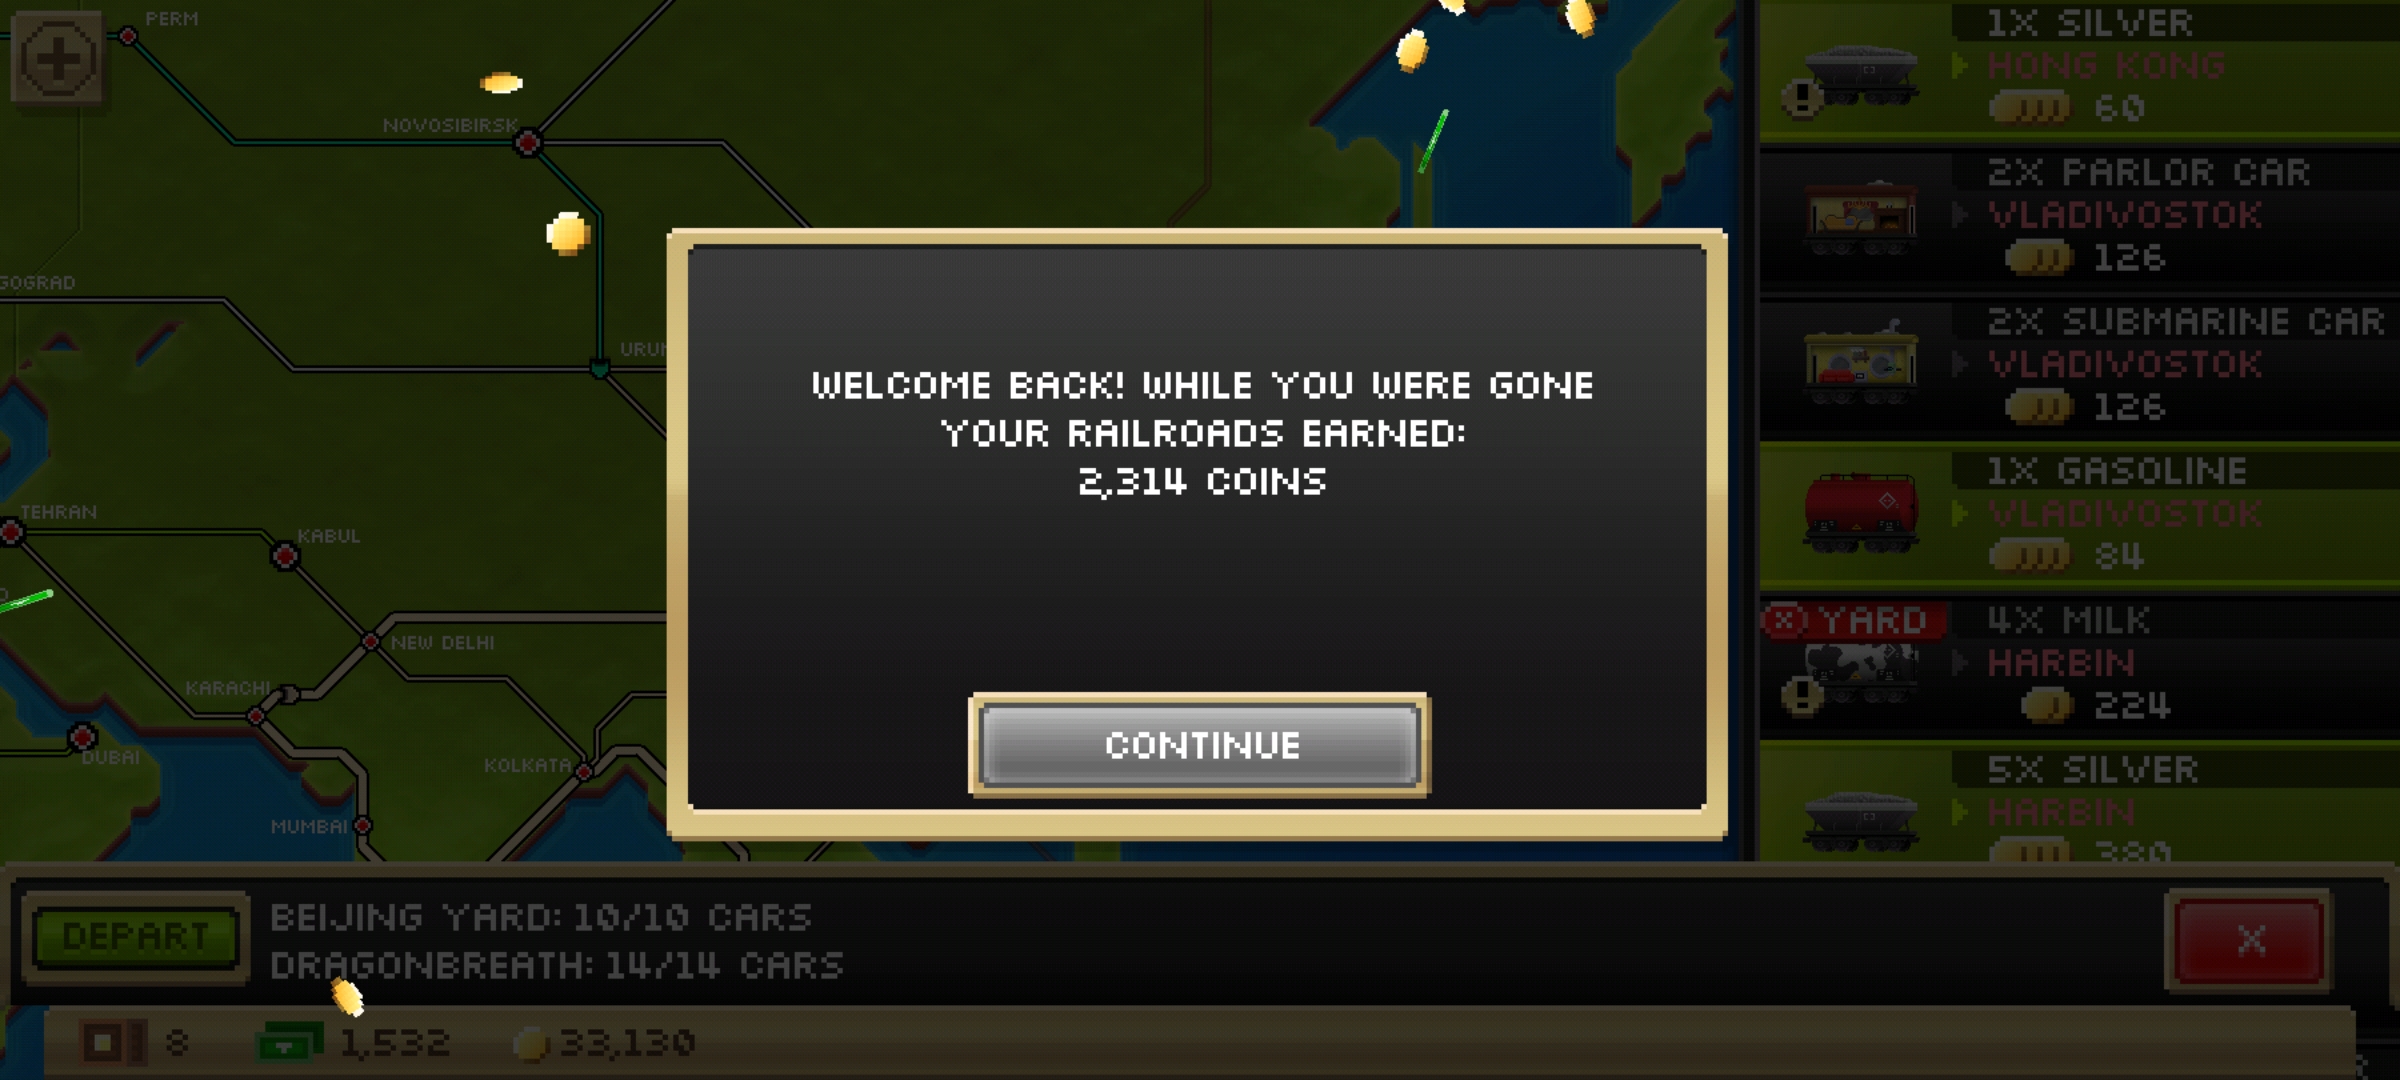 PERM
NOVOSIBIRSK
GOGRAD
URUM
TEHRAN
KABUL
NEW DELHI
KARACHI
DUBAI
KOLKATA
MUMBAI
WELCOME BACK! WHILE YOU WERE GONE
YOUR RAILROADS EARNED:
2,314 COINS
CONTINUE
1X SILVER
HONG KONG
60
2X PARLOR CAR
VLADIVOSTOK
126
2X SUBMARINE CAR
VLADIVOSTOK
126
1X GASOLINE
VLADIVOSTOK
84
X YARD
4X MILK
HARBIN
224
5X SILVER
HARBIN
380
DEPART
BEIJING YARD: 10/10 CARS
DRAGONBREATH: 14/14 CARS
X
8
1,532
33,130